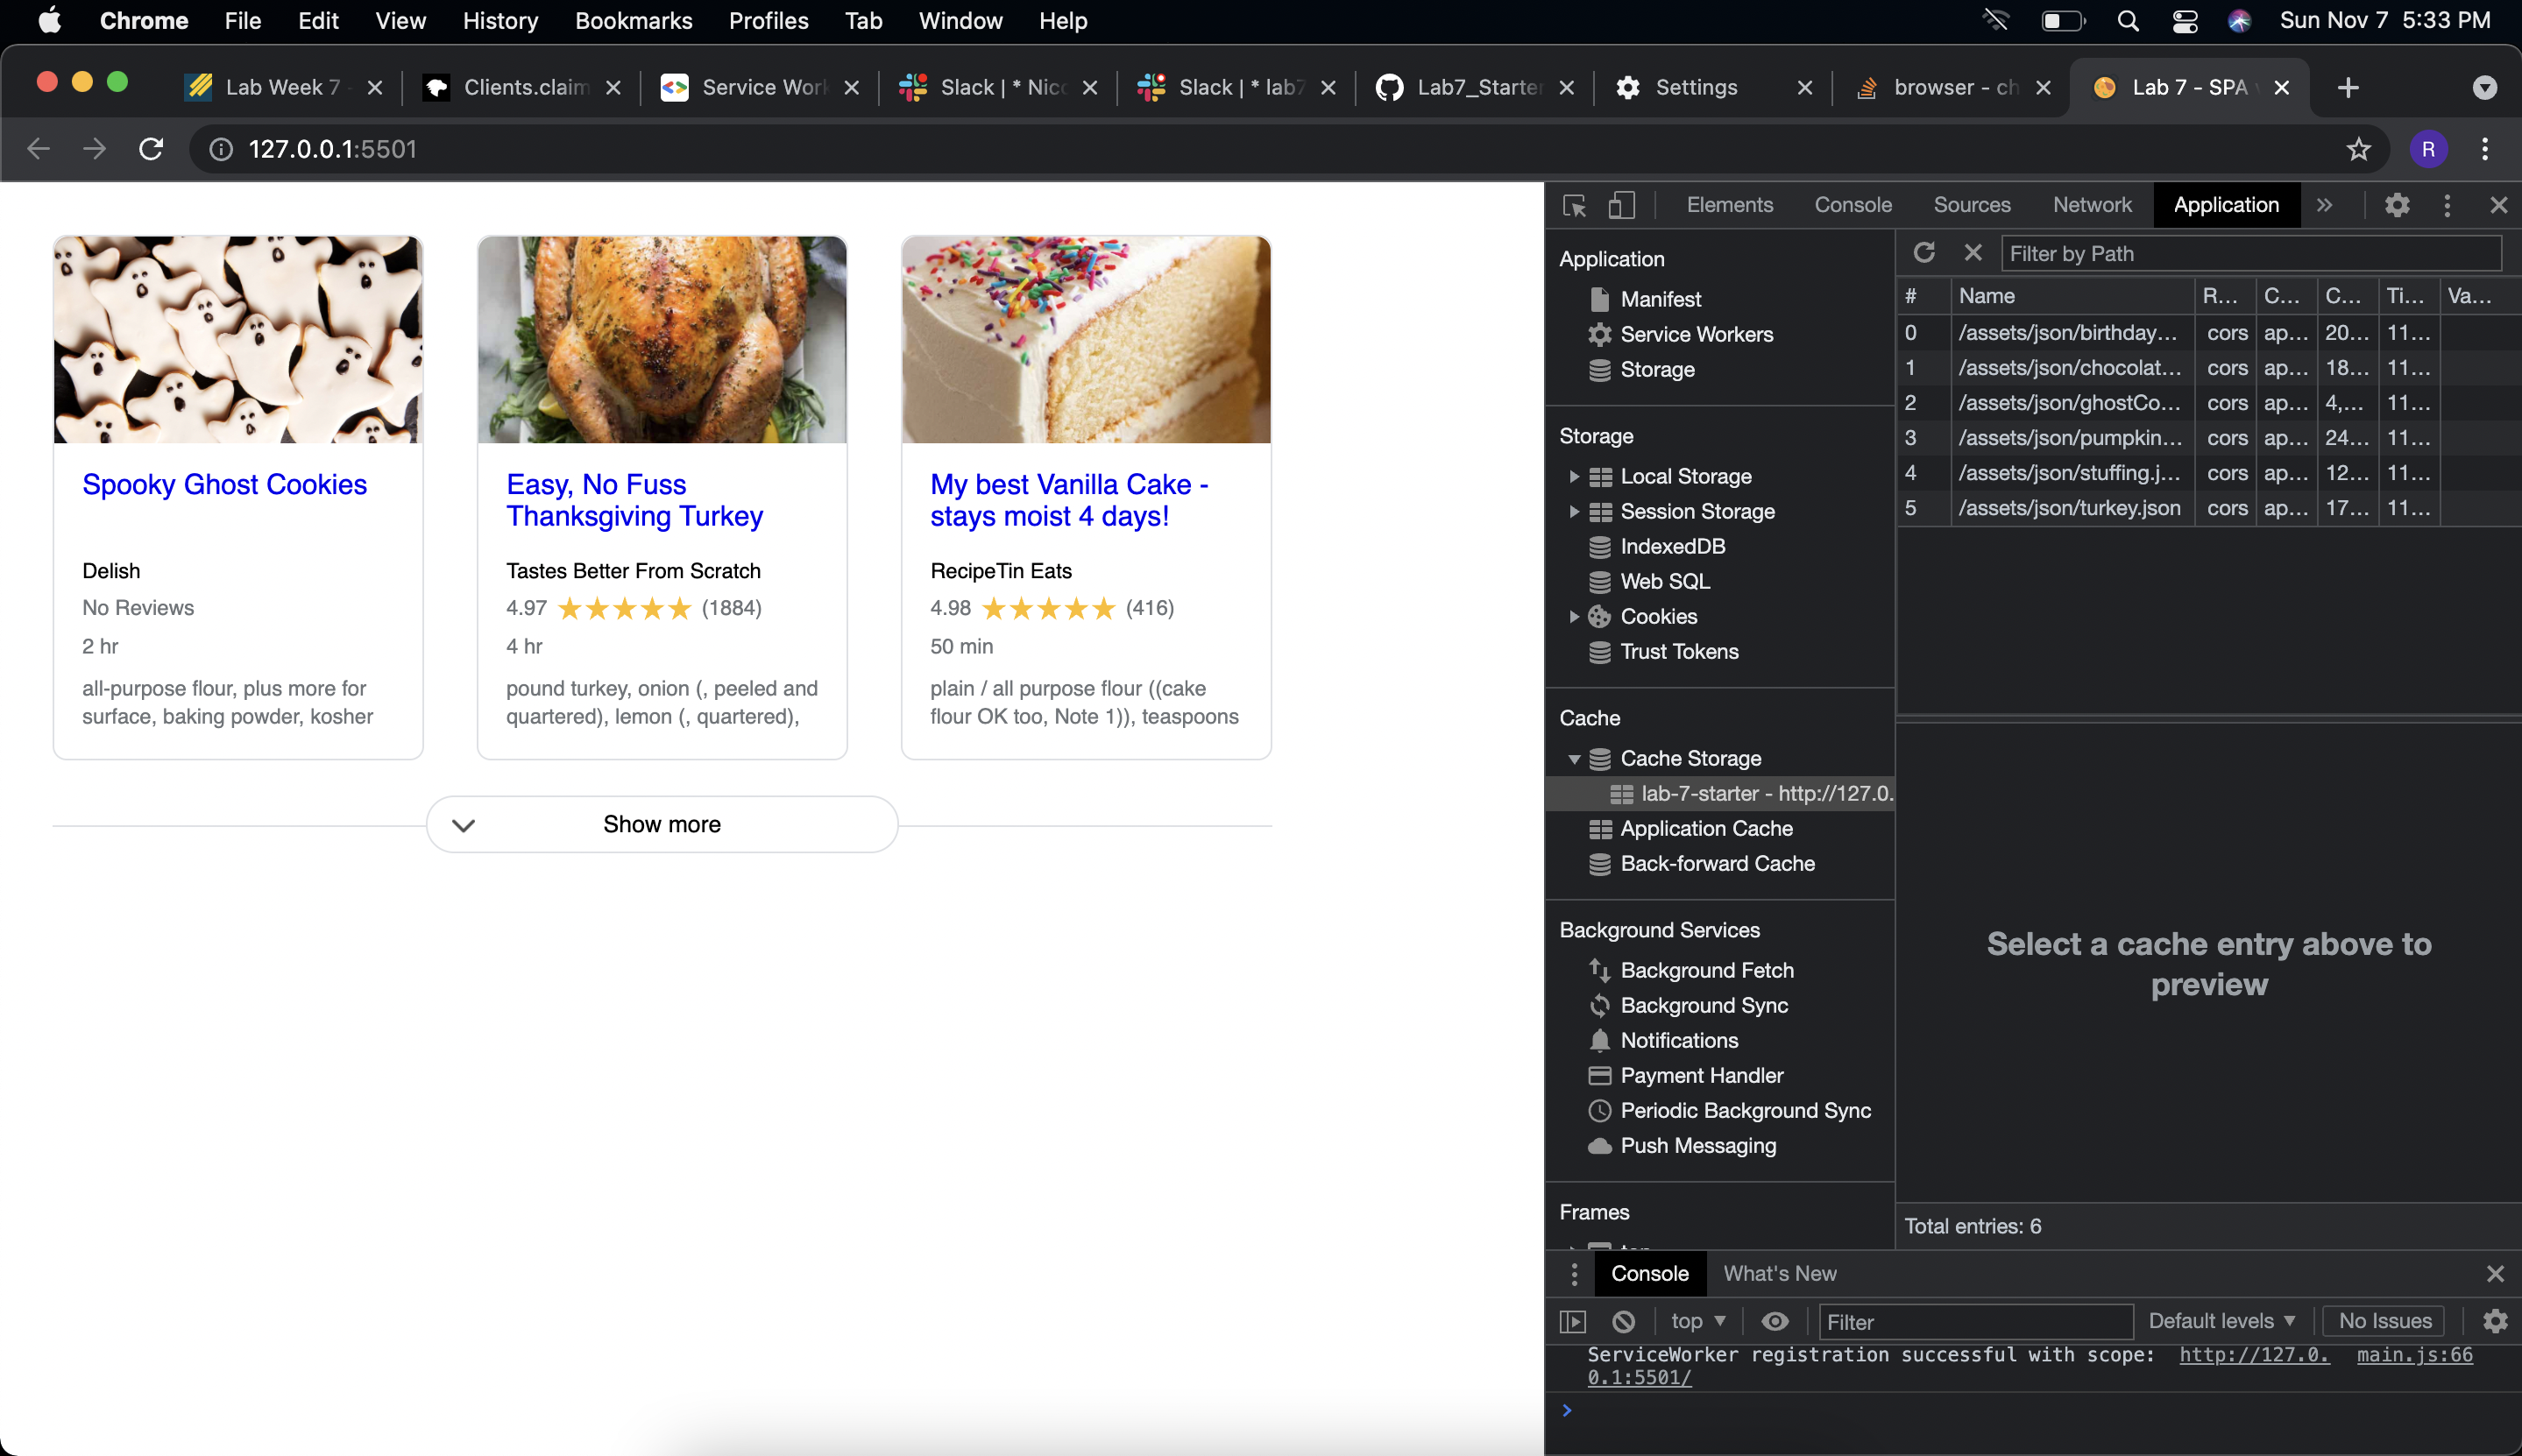 Chrome File Edit View History Bookmarks Profiles Tab Window Help Sun Nov 7 5:33 PM
Lab Week 7 - Clients.claim Service Work Slack | * Nicc Slack | * lab7 Lab7_Starter Settings browser - ch Lab 7 - SPA
127.0.0.1:5501 R
Spooky Ghost Cookies
Delish
No Reviews
2 hr
all-purpose flour, plus more for
surface, baking powder, kosher
Easy, No Fuss
Thanksgiving Turkey
Tastes Better From Scratch
4.97 (1884)
4 hr
pound turkey, onion (, peeled and
quartered), lemon (, quartered),
My best Vanilla Cake -
stays moist 4 days!
RecipeTin Eats
4.98 (416)
50 min
plain / all purpose flour ((cake
flour OK too, Note 1)), teaspoons
Show more
Elements Console Sources Network Application
Application
Manifest
Service Workers
Storage
Storage
Local Storage
Session Storage
IndexedDB
Web SQL
Cookies
Trust Tokens
Cache
Cache Storage
lab-7-starter - http://127.0.
Application Cache
Back-forward Cache
Background Services
Background Fetch
Background Sync
Notifications
Payment Handler
Periodic Background Sync
Push Messaging
Frames
Filter by Path
# Name R... C... C... Ti... Va...
0 /assets/json/birthday... cors ap... 20... 11...
1 /assets/json/chocolat... cors ap... 18... 11...
2 /assets/json/ghostCo... cors ap... 4,... 11...
3 /assets/json/pumpkin... cors ap... 24... 11...
4 /assets/json/stuffing.j... cors ap... 12... 11...
5 /assets/json/turkey.json cors ap... 17... 11...
Select a cache entry above to
preview
Total entries: 6
Console What's New
top Filter Default levels No Issues
ServiceWorker registration successful with scope: http://127.0. main.js:66
0.1:5501/